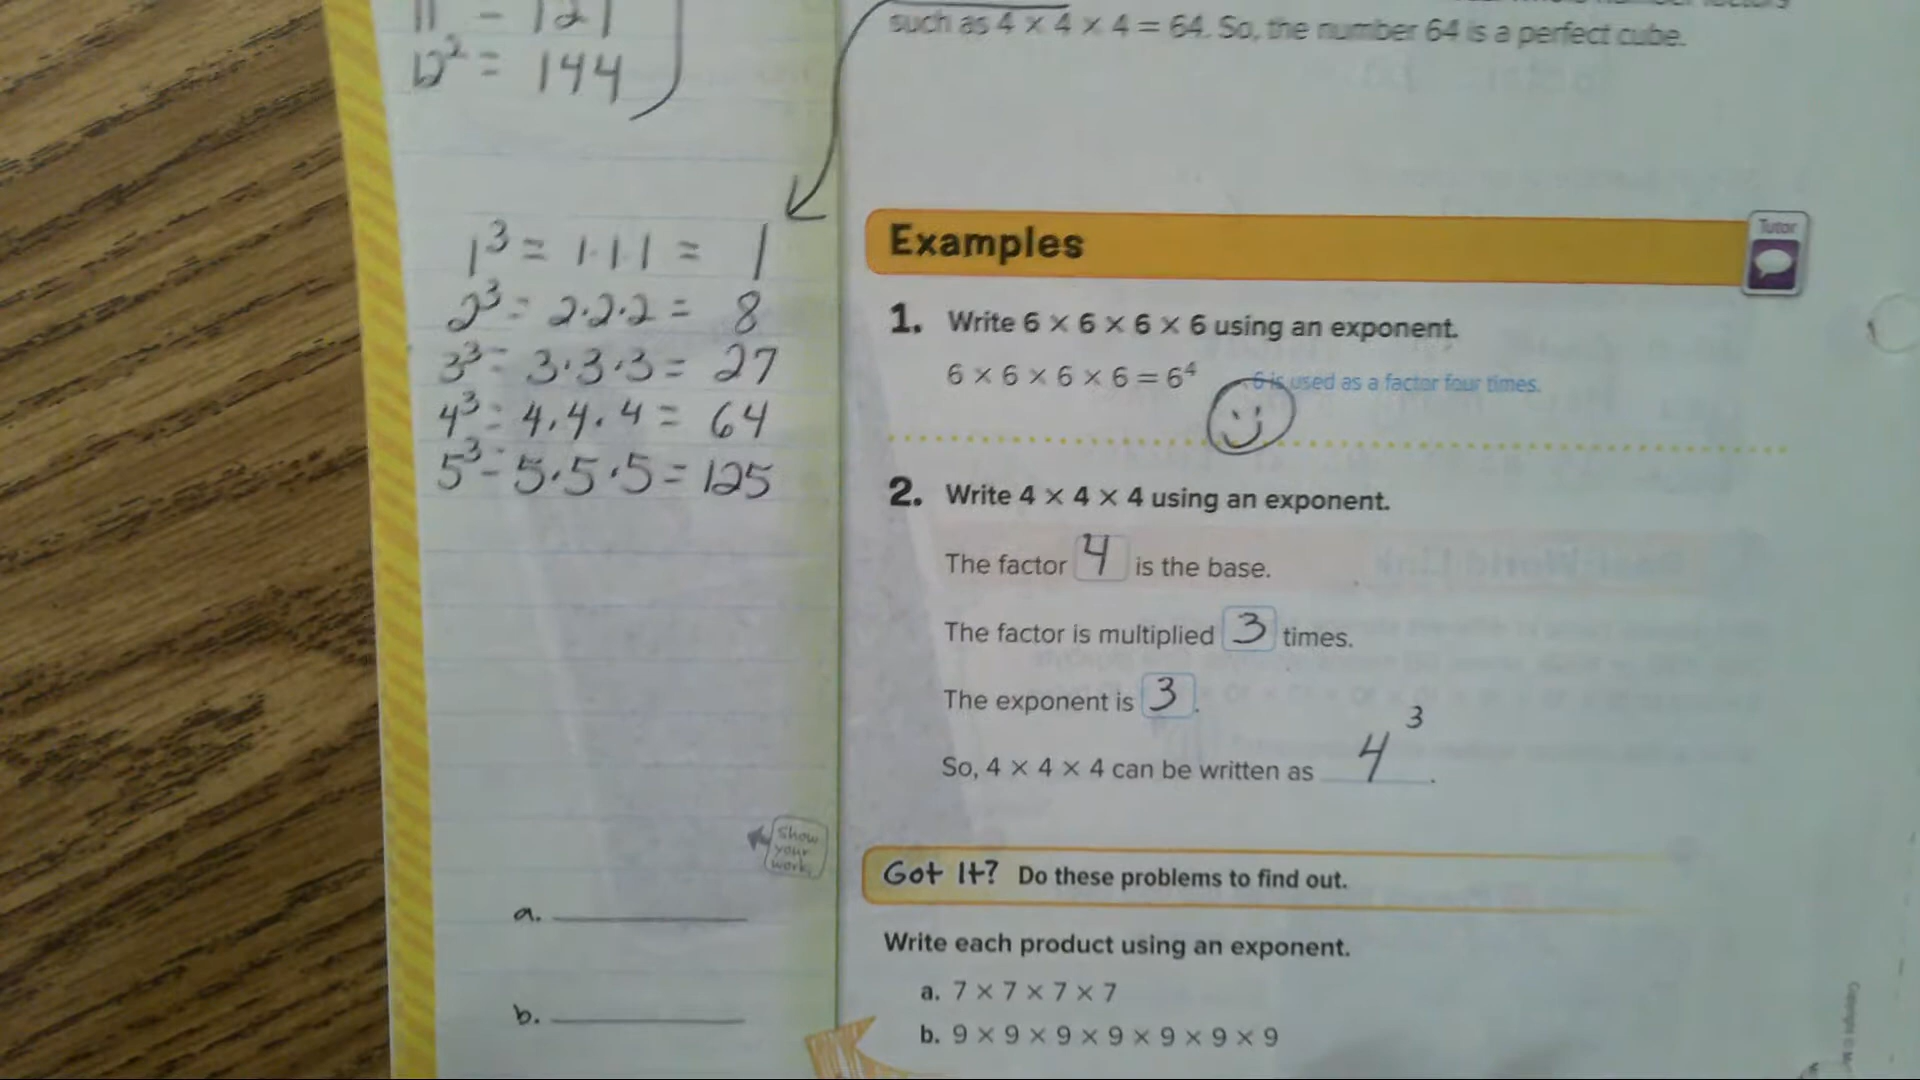 11 = 121
12² = 144
such as 4 × 4 × 4 = 64. So, the number 64 is a perfect cube.
1³ = 1·1·1 = 1
2³ = 2·2·2 = 8
3³ = 3·3·3 = 27
4³ = 4·4·4 = 64
5³ = 5·5·5 = 125
show
your
work.
a.
b.
Examples
Tutor
1. Write 6 × 6 × 6 × 6 using an exponent.
6 × 6 × 6 × 6 = 6⁴ 6 is used as a factor four times.
2. Write 4 × 4 × 4 using an exponent.
The factor 4 is the base.
The factor is multiplied 3 times.
The exponent is 3.
So, 4 × 4 × 4 can be written as 4³.
Got It? Do these problems to find out.
Write each product using an exponent.
a. 7 × 7 × 7 × 7
b. 9 × 9 × 9 × 9 × 9 × 9 × 9
Copyright ©